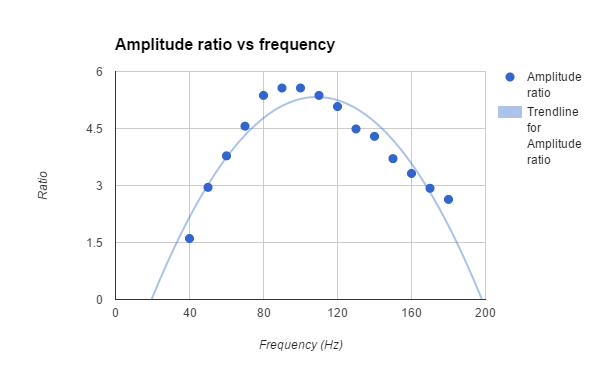 Amplitude ratio vs frequency
6
4.5
3
1.5
0
0
40
80
120
160
200
Ratio
Frequency (Hz)
Amplitude
ratio
Trendline
for
Amplitude
ratio